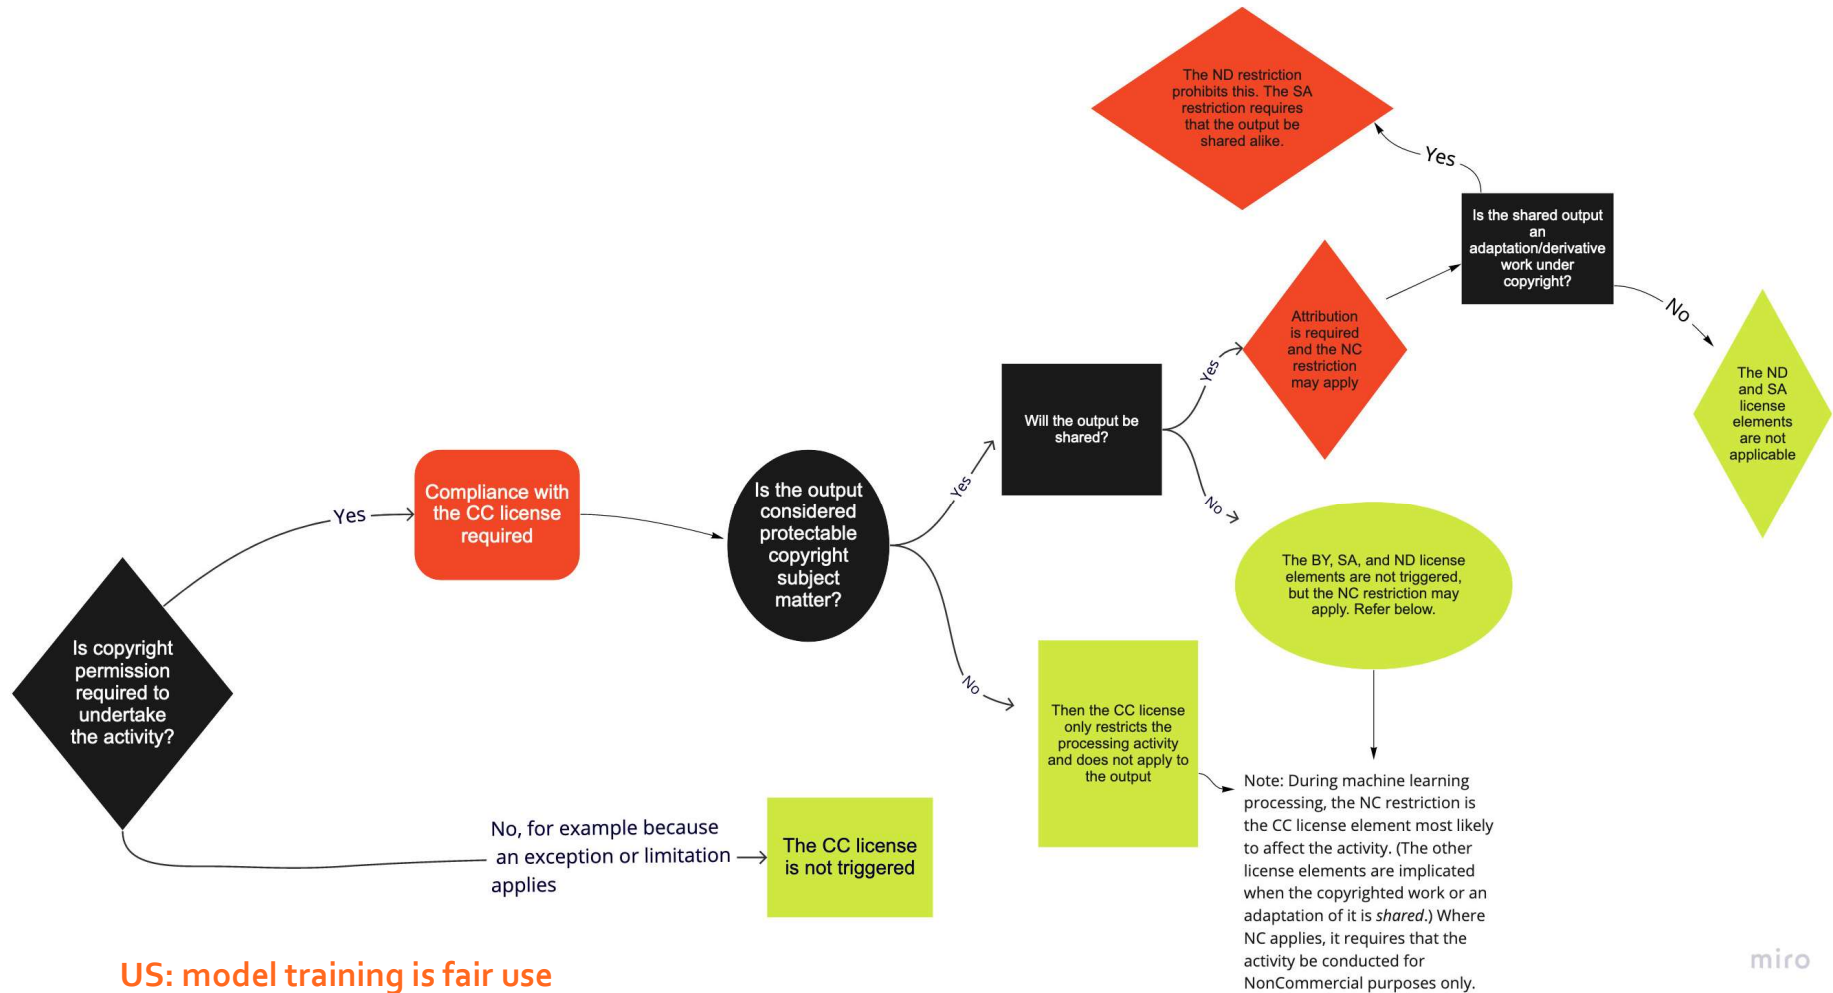 Is copyright
permission
required to
undertake
the activity?
Yes
Compliance with
the CC license
required
No, for example because
an exception or limitation
applies
The CC license
is not triggered
Is the output
considered
protectable
copyright
subject
matter?
Yes
No
Will the output be
shared?
Yes
No
Then the CC license
only restricts the
processing activity
and does not apply to
the output
Attribution
is required
and the NC
restriction
may apply
The BY, SA, and ND license
elements are not triggered,
but the NC restriction may
apply. Refer below.
Note: During machine learning
processing, the NC restriction is
the CC license element most likely
to affect the activity. (The other
license elements are implicated
when the copyrighted work or an
adaptation of it is shared.) Where
NC applies, it requires that the
activity be conducted for
NonCommercial purposes only.
Is the shared output
an
adaptation/derivative
work under
copyright?
Yes
The ND restriction
prohibits this. The SA
restriction requires
that the output be
shared alike.
No
The ND
and SA
license
elements
are not
applicable
US: model training is fair use
miro